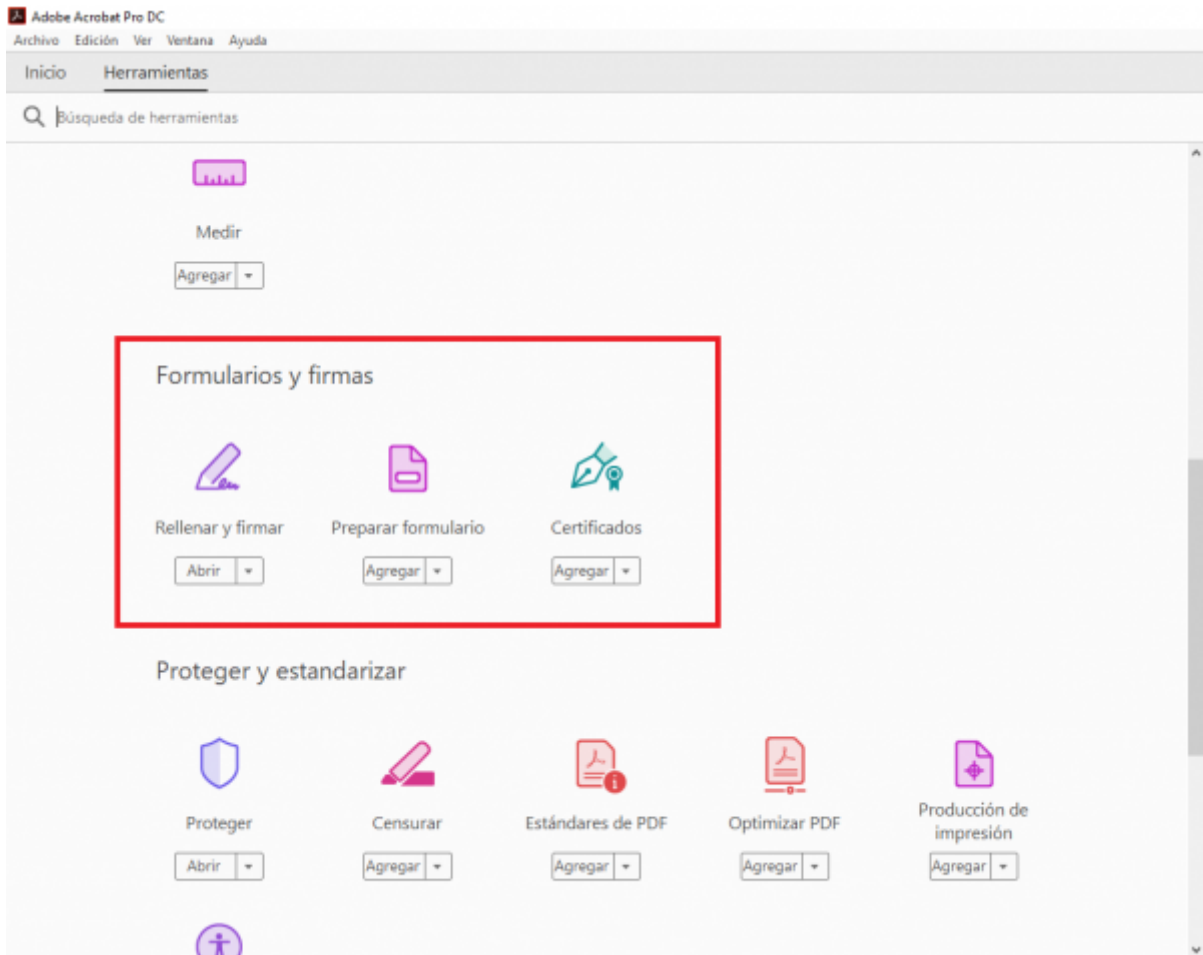 Adobe Acrobat Pro DC
Archivo Edición Ver Ventana Ayuda
Inicio Herramientas
Búsqueda de herramientas
Medir
Agregar
Formularios y firmas
Rellenar y firmar Preparar formulario Certificados
Abrir Agregar Agregar
Proteger y estandarizar
Proteger Censurar Estándares de PDF Optimizar PDF Producción de
impresión
Abrir Agregar Agregar Agregar Agregar